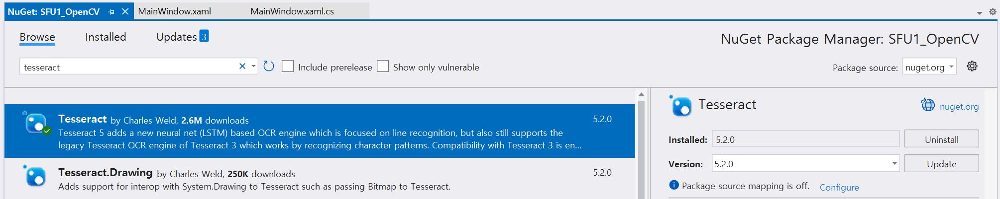 NuGet: SFU1_OpenCV MainWindow.xaml MainWindow.xaml.cs
Browse Installed Updates 3
NuGet Package Manager: SFU1_OpenCV
tesseract Include prerelease Show only vulnerable
Package source: nuget.org
Tesseract by Charles Weld, 2.6M downloads 5.2.0
Tesseract 5 adds a new neural net (LSTM) based OCR engine which is focused on line recognition, but also still supports the
legacy Tesseract OCR engine of Tesseract 3 which works by recognizing character patterns. Compatibility with Tesseract 3 is en...
Tesseract.Drawing by Charles Weld, 250K downloads 5.2.0
Adds support for interop with System.Drawing to Tesseract such as passing Bitmap to Tesseract.
Tesseract nuget.org
Installed: 5.2.0 Uninstall
Version: 5.2.0 Update
Package source mapping is off. Configure